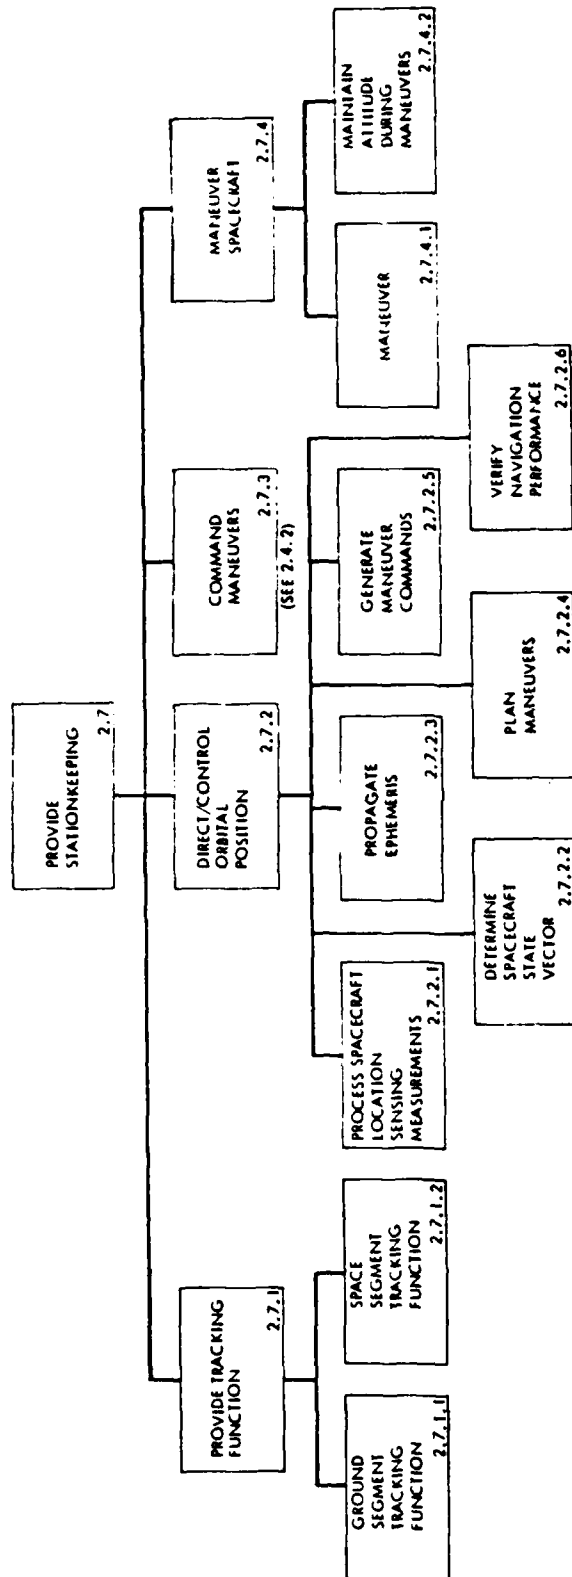 PROVIDE
STATIONKEEPING
2.7
PROVIDE TRACKING
FUNCTION
2.7.1
DIRECT/CONTROL
ORBITAL
POSITION
2.7.2
COMMAND
MANEUVERS
2.7.3
(SEE 2.4.2)
MANEUVER
SPACECRAFT
2.7.4
GROUND
SEGMENT
TRACKING
FUNCTION
2.7.1.1
SPACE
SEGMENT
TRACKING
FUNCTION
2.7.1.2
PROCESS SPACECRAFT
LOCATION
SENSING
MEASUREMENTS
2.7.2.1
DETERMINE
SPACECRAFT
STATE
VECTOR
2.7.2.2
PROPAGATE
EPHEMERIS
2.7.2.3
PLAN
MANEUVERS
2.7.2.4
GENERATE
MANEUVER
COMMANDS
2.7.2.5
VERIFY
NAVIGATION
PERFORMANCE
2.7.2.6
MANEUVER
2.7.4.1
MAINTAIN
ATTITUDE
DURING
MANEUVERS
2.7.4.2